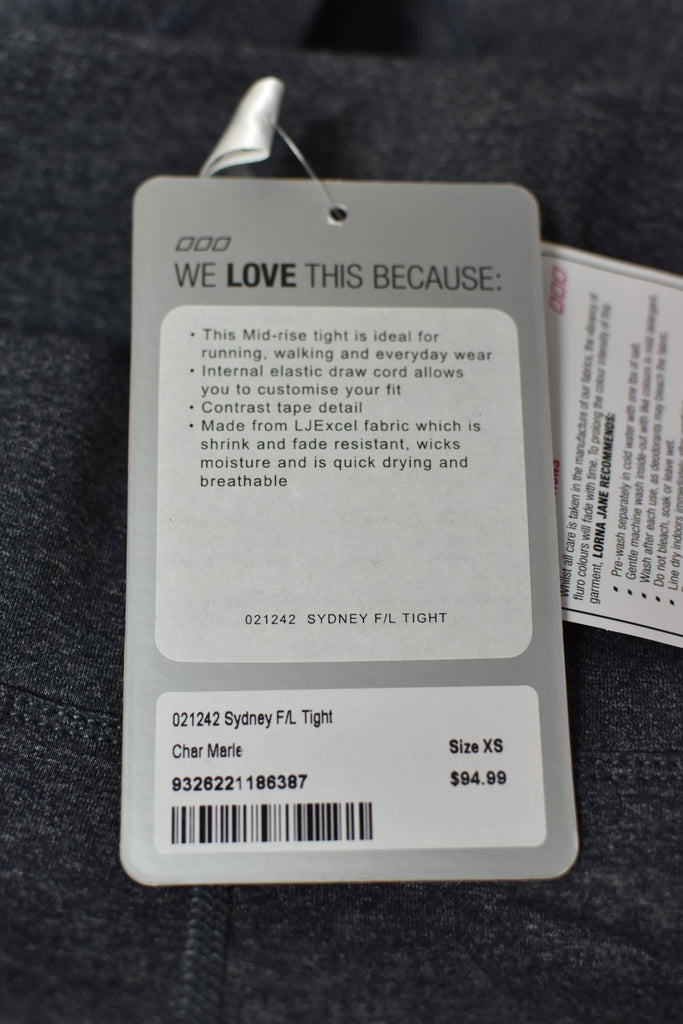 WE LOVE THIS BECAUSE:
• This Mid-rise tight is ideal for
running, walking and everyday wear
• Internal elastic draw cord allows
you to customise your fit
• Contrast tape detail
• Made from LJExcel fabric which is
shrink and fade resistant, wicks
moisture and is quick drying and
breathable
021242 SYDNEY F/L TIGHT
021242 Sydney F/L Tight
Char Marle
Size XS
9326221186387
$94.99
Whilst all care is taken in the manufacture of our fabrics, the vibrancy of
fluro colours will fade with time. To prolong the colour intensity of this
garment, LORNA JANE RECOMMENDS:
• Pre-wash separately in cold water with one tbs of salt.
• Gentle machine wash inside-out with like colours in cold detergent.
• Wash after each use, as deodorants may bleach the fabric.
• Do not bleach, soak or leave wet.
• Line dry indoors immediately